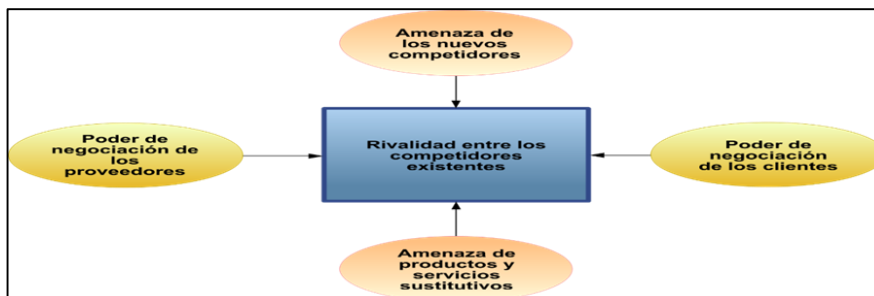 Amenaza de
los nuevos
competidores
Poder de
negociación de
los
proveedores
Rivalidad entre los
competidores
existentes
Poder de
negociación
de los clientes
Amenaza de
productos y
servicios
sustitutivos